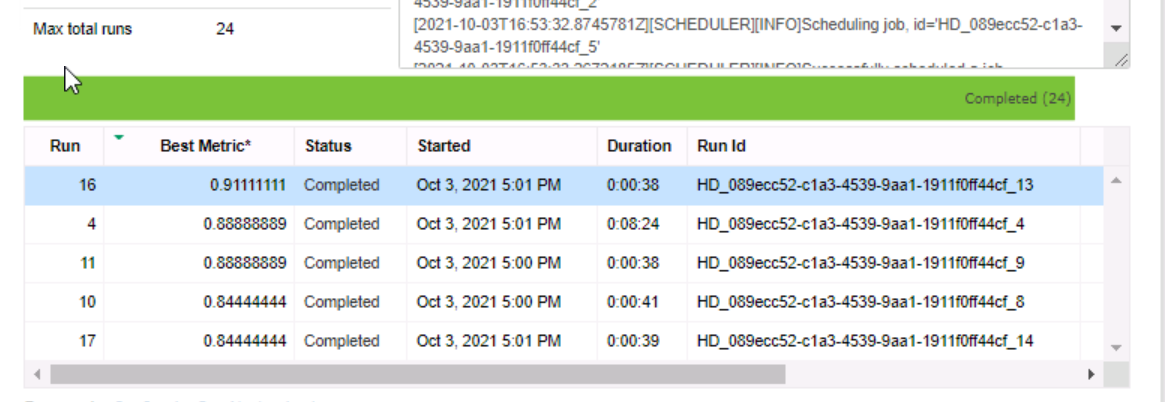 4539-9aa1-1911f0ff44cf_2'
Max total runs 24
[2021-10-03T16:53:32.8745781Z][SCHEDULER][INFO]Scheduling job, id='HD_089ecc52-c1a3-
4539-9aa1-1911f0ff44cf_5'
Completed (24)
Run Best Metric* Status Started Duration Run Id
16 0.91111111 Completed Oct 3, 2021 5:01 PM 0:00:38 HD_089ecc52-c1a3-4539-9aa1-1911f0ff44cf_13
4 0.88888889 Completed Oct 3, 2021 5:01 PM 0:08:24 HD_089ecc52-c1a3-4539-9aa1-1911f0ff44cf_4
11 0.88888889 Completed Oct 3, 2021 5:00 PM 0:00:38 HD_089ecc52-c1a3-4539-9aa1-1911f0ff44cf_9
10 0.84444444 Completed Oct 3, 2021 5:00 PM 0:00:41 HD_089ecc52-c1a3-4539-9aa1-1911f0ff44cf_8
17 0.84444444 Completed Oct 3, 2021 5:01 PM 0:00:39 HD_089ecc52-c1a3-4539-9aa1-1911f0ff44cf_14